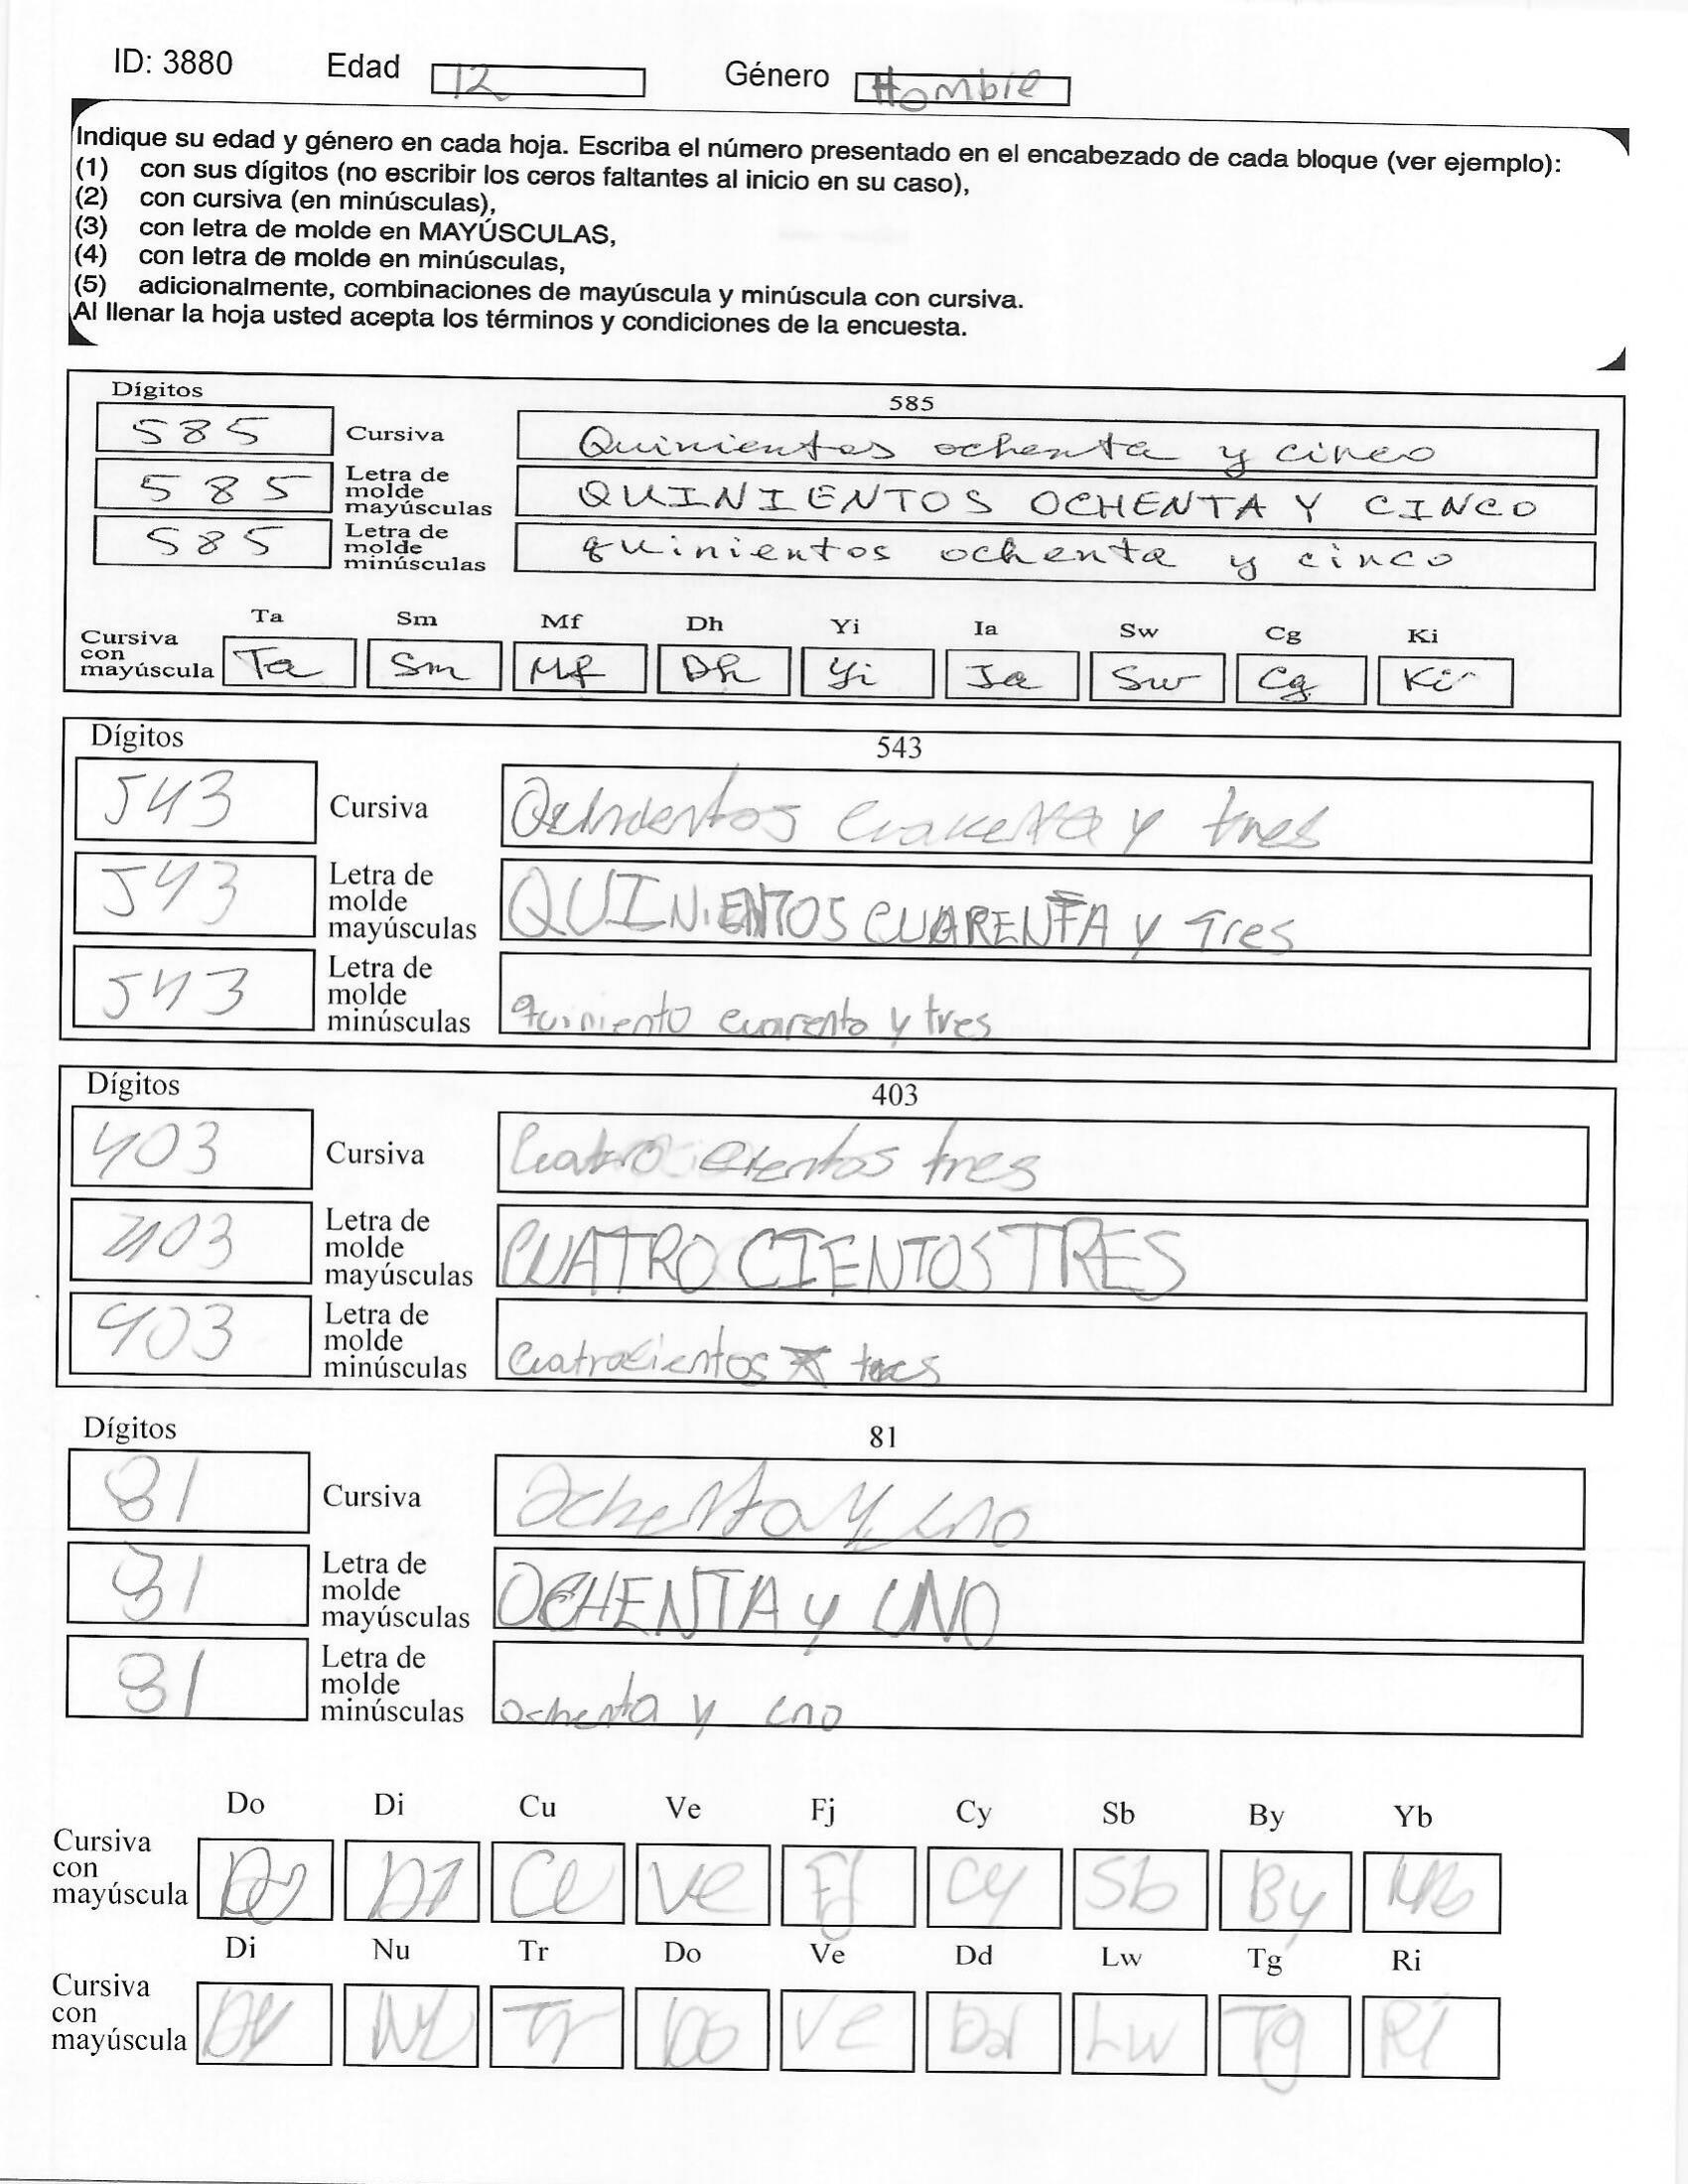 ID: 3880 Edad 12 Género Hombre
Indique su edad y género en cada hoja. Escriba el número presentado en el encabezado de cada bloque (ver ejemplo):
(1) con sus dígitos (no escribir los ceros faltantes al inicio en su caso),
(2) con cursiva (en minúsculas),
(3) con letra de molde en MAYÚSCULAS,
(4) con letra de molde en minúsculas,
(5) adicionalmente, combinaciones de mayúscula y minúscula con cursiva.
Al llenar la hoja usted acepta los términos y condiciones de la encuesta.
Dígitos 585
585 Cursiva Quinientos ochenta y cinco
585 Letra de molde mayúsculas QUINIENTOS OCHENTA Y CINCO
585 Letra de molde minúsculas quinientos ochenta y cinco
Ta Sm Mf Dh Yi Ia Sw Cg Ki
Cursiva con mayúscula Ta Sm Mf Dh Yi Ia Sw Cg Ki
Dígitos 543
543 Cursiva Quinientos cuarenta y tres
543 Letra de molde mayúsculas QUINIENTOS CUARENTA y Tres
543 Letra de molde minúsculas quiniento cuarenta y tres
Dígitos 403
403 Cursiva Cuatro cientos tres
403 Letra de molde mayúsculas CUATRO CIENTOS TRES
403 Letra de molde minúsculas Cuatrocientos tres
Dígitos 81
81 Cursiva Ochenta y uno
81 Letra de molde mayúsculas OCHENTA y UNO
81 Letra de molde minúsculas ochenta y uno
Do Di Cu Ve Fj Cy Sb By Yb
Cursiva con mayúscula Do DI Cu Ve Fj Cy Sb By Yb
Di Nu Tr Do Ve Dd Lw Tg Ri
Cursiva con mayúscula Nu Tr Do Ve Dd Lw Tg Ri